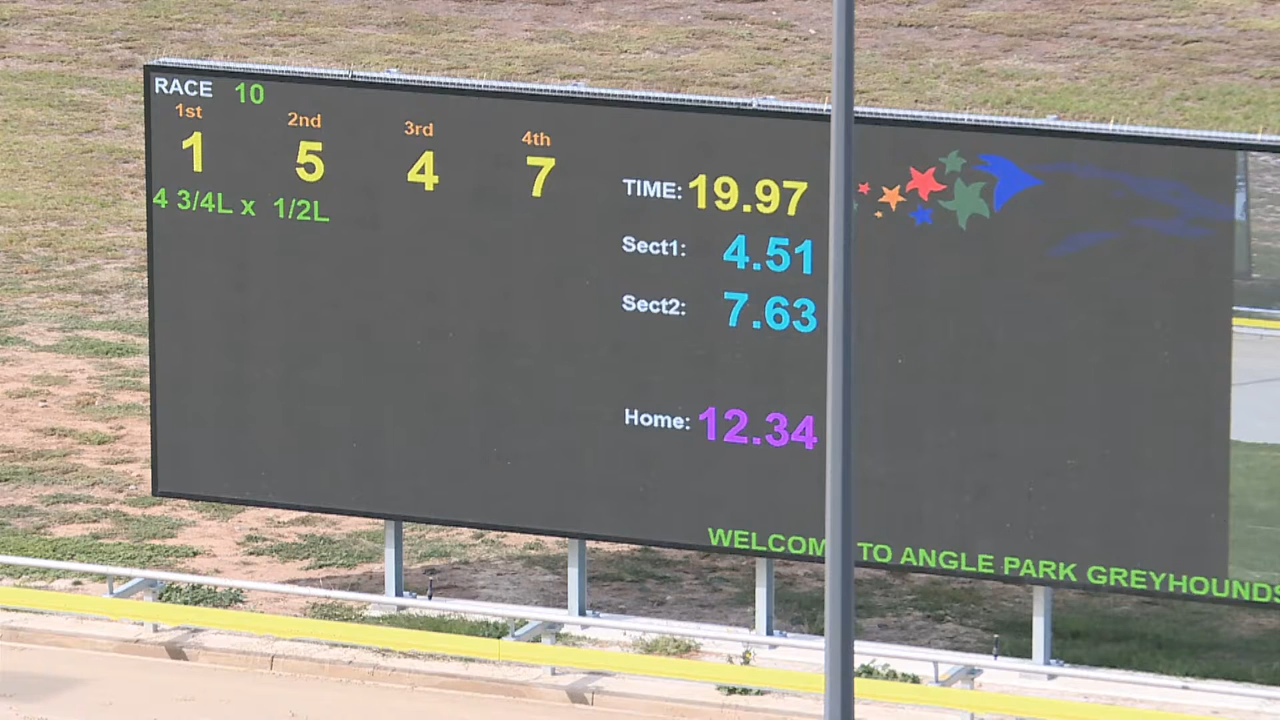 RACE 10
1st 2nd 3rd 4th
1 5 4 7
4 3/4L x 1/2L
TIME: 19.97
Sect1: 4.51
Sect2: 7.63
Home: 12.34
WELCOM TO ANGLE PARK GREYHOUNDS